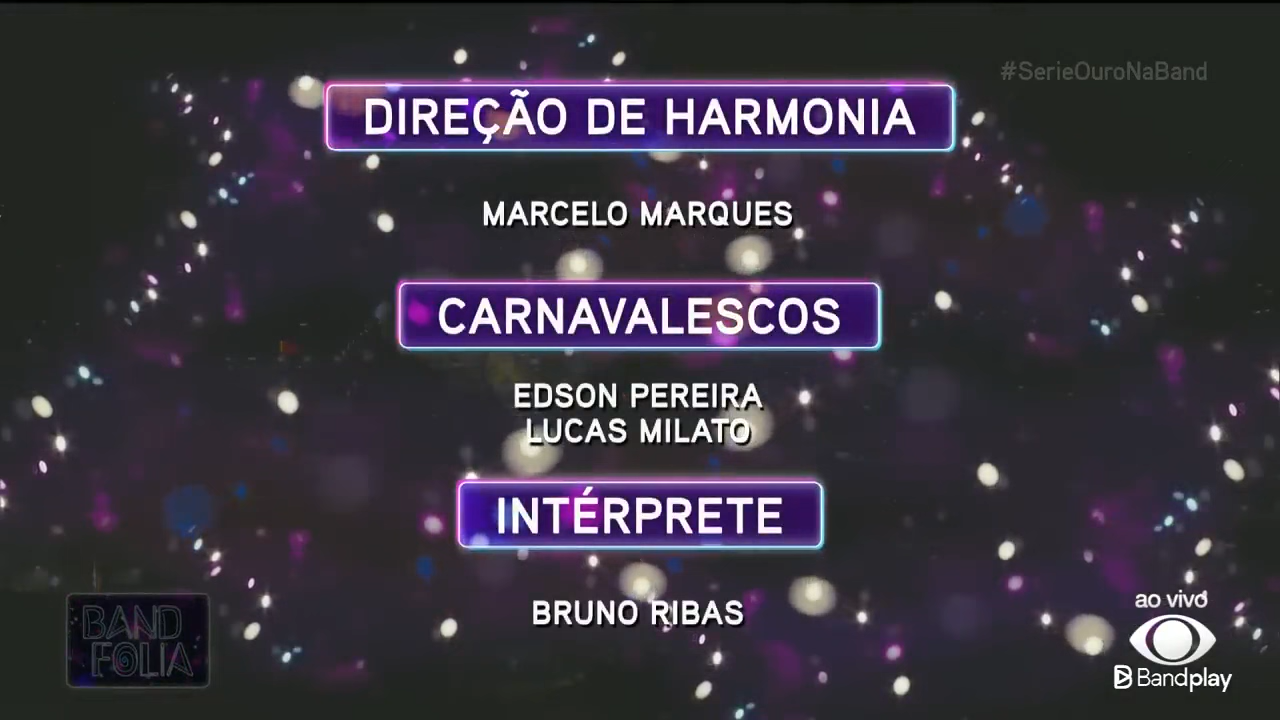 #SerieOuroNaBand
DIREÇÃO DE HARMONIA
MARCELO MARQUES
CARNAVALESCOS
EDSON PEREIRA
LUCAS MILATO
INTÉRPRETE
BRUNO RIBAS
BAND
FOLIA
ao vivo
Bandplay